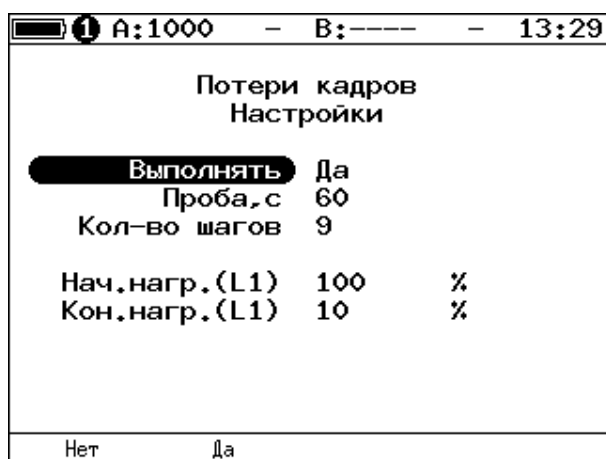 1 A:1000 – B:---- – 13:29
Потери кадров
Настройки
Выполнять Да
Проба,с 60
Кол-во шагов 9
Нач.нагр.(L1) 100 %
Кон.нагр.(L1) 10 %
Нет Да